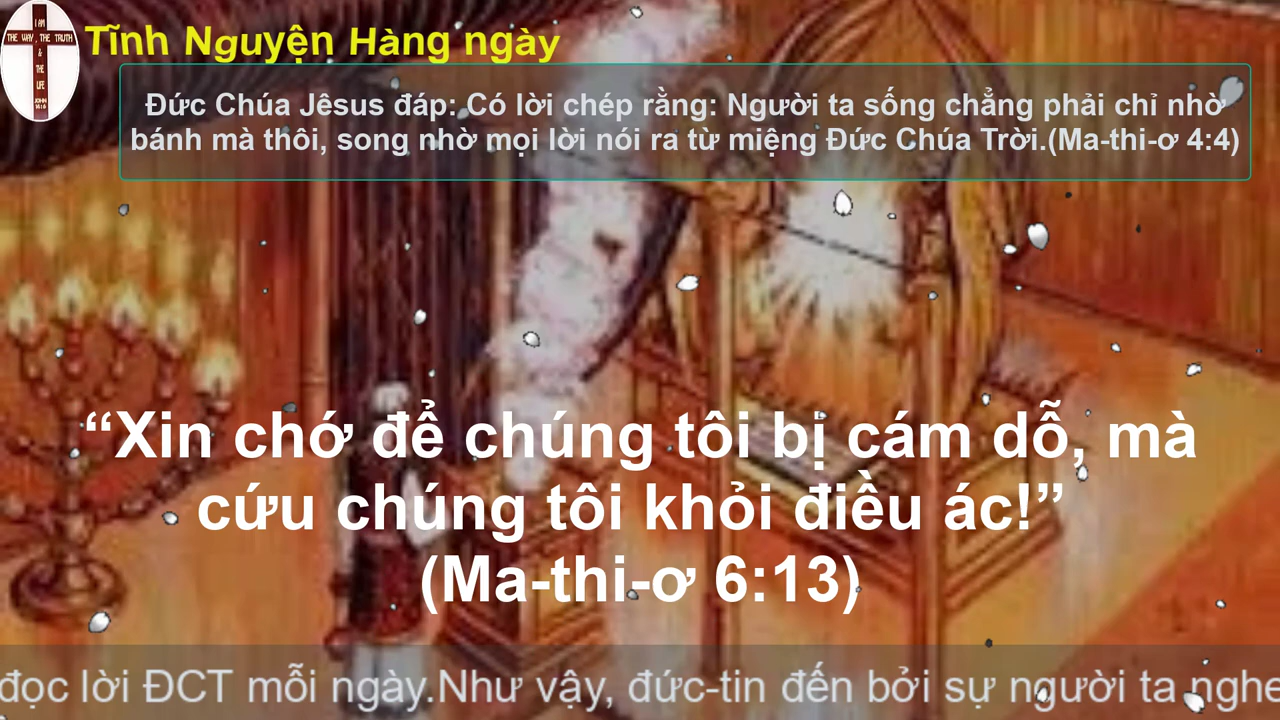 I AM
THE WAY, THE TRUTH
&
THE
LIFE
JOHN
14:6
Tĩnh Nguyện Hàng ngày
Đức Chúa Jêsus đáp: Có lời chép rằng: Người ta sống chẳng phải chỉ nhờ
bánh mà thôi, song nhờ mọi lời nói ra từ miệng Đức Chúa Trời.(Ma-thi-ơ 4:4)
“Xin chớ để chúng tôi bị cám dỗ, mà
cứu chúng tôi khỏi điều ác!”
(Ma-thi-ơ 6:13)
đọc lời ĐCT mỗi ngày.Như vậy, đức-tin đến bởi sự người ta nghe